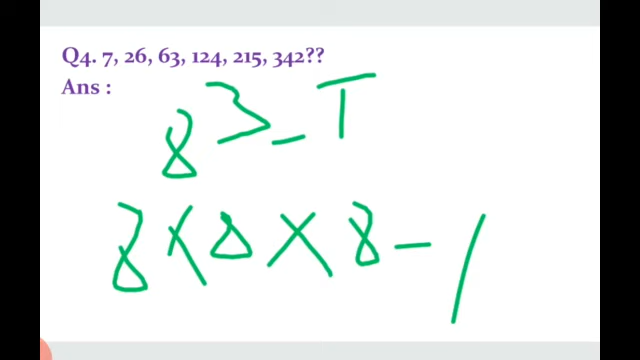 Q4. 7, 26, 63, 124, 215, 342??
Ans :
8³ - 1
8 × 8 × 8 - 1